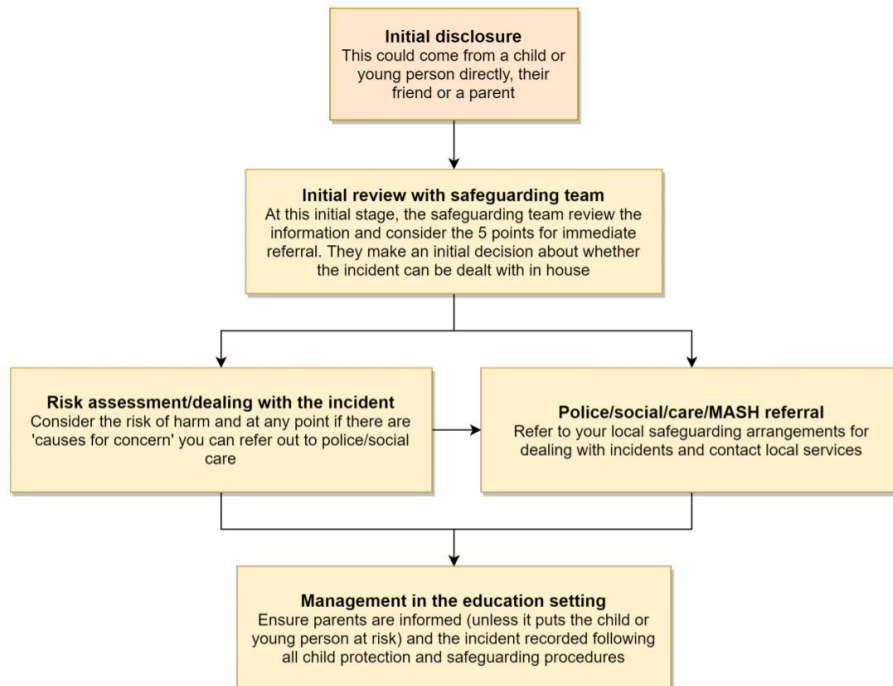 Initial disclosure
This could come from a child or
young person directly, their
friend or a parent
Initial review with safeguarding team
At this initial stage, the safeguarding team review the
information and consider the 5 points for immediate
referral. They make an initial decision about whether
the incident can be dealt with in house
Risk assessment/dealing with the incident
Consider the risk of harm and at any point if there are
'causes for concern' you can refer out to police/social
care
Police/social/care/MASH referral
Refer to your local safeguarding arrangements for
dealing with incidents and contact local services
Management in the education setting
Ensure parents are informed (unless it puts the child or
young person at risk) and the incident recorded following
all child protection and safeguarding procedures